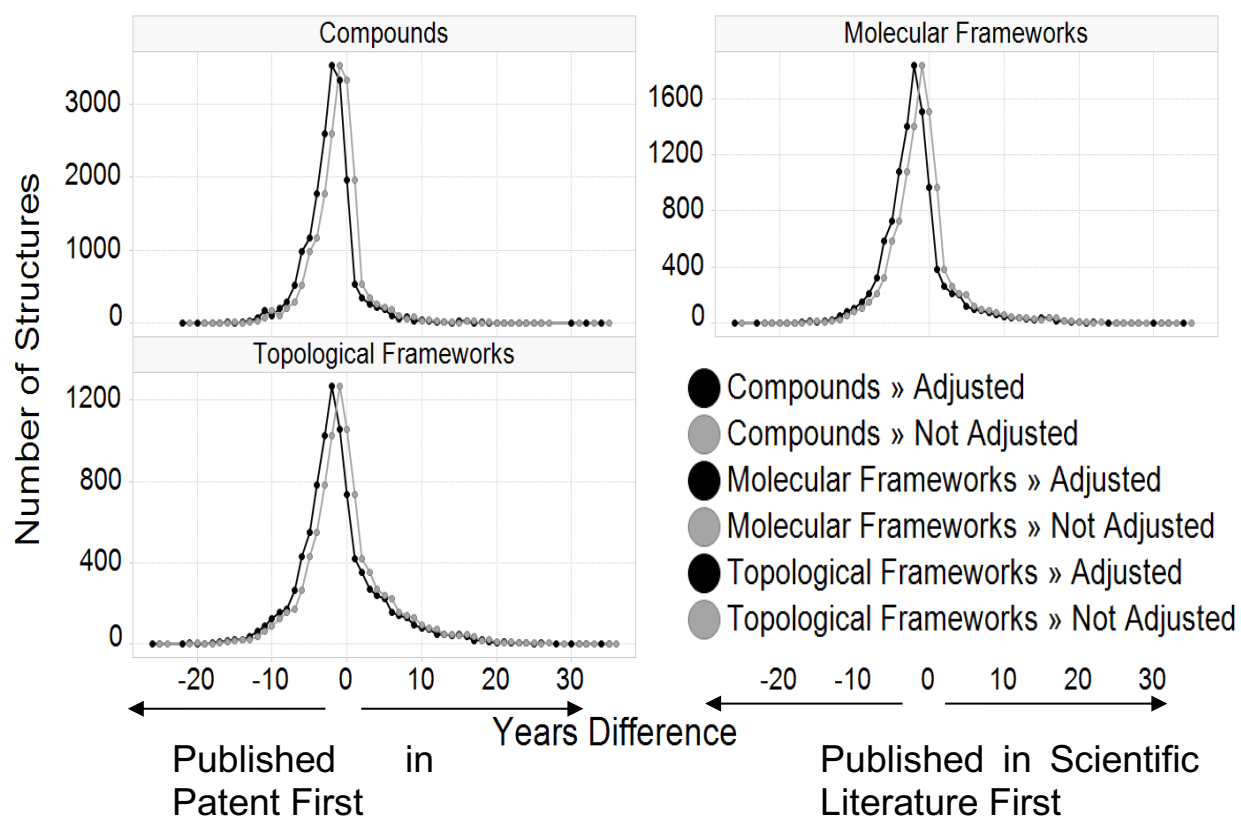 Compounds
Molecular Frameworks
Number of Structures
3000
2000
1000
0
1600
1200
800
400
0
Topological Frameworks
1200
800
400
0
Compounds » Adjusted
Compounds » Not Adjusted
Molecular Frameworks » Adjusted
Molecular Frameworks » Not Adjusted
Topological Frameworks » Adjusted
Topological Frameworks » Not Adjusted
-20 -10 0 10 20 30
-20 -10 0 10 20 30
Years Difference
Published in
Patent First
Published in Scientific
Literature First